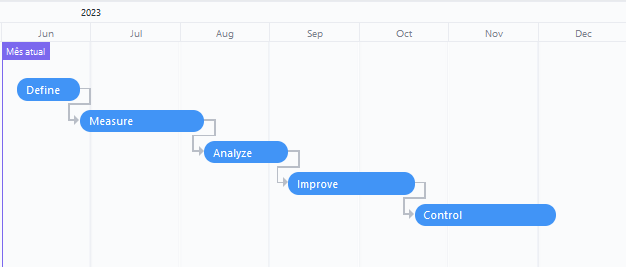 2023
Jun Jul Aug Sep Oct Nov Dec
Mês atual
Define
Measure
Analyze
Improve
Control